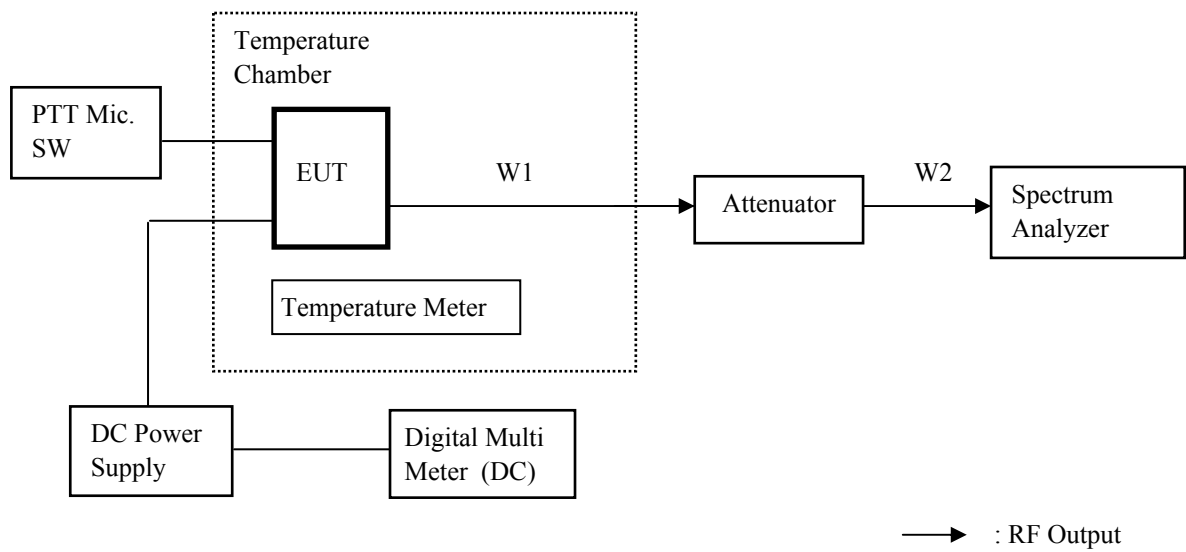 Temperature
Chamber
PTT Mic.
SW
EUT
W1
Attenuator
W2
Spectrum
Analyzer
Temperature Meter
DC Power
Supply
Digital Multi
Meter (DC)
: RF Output